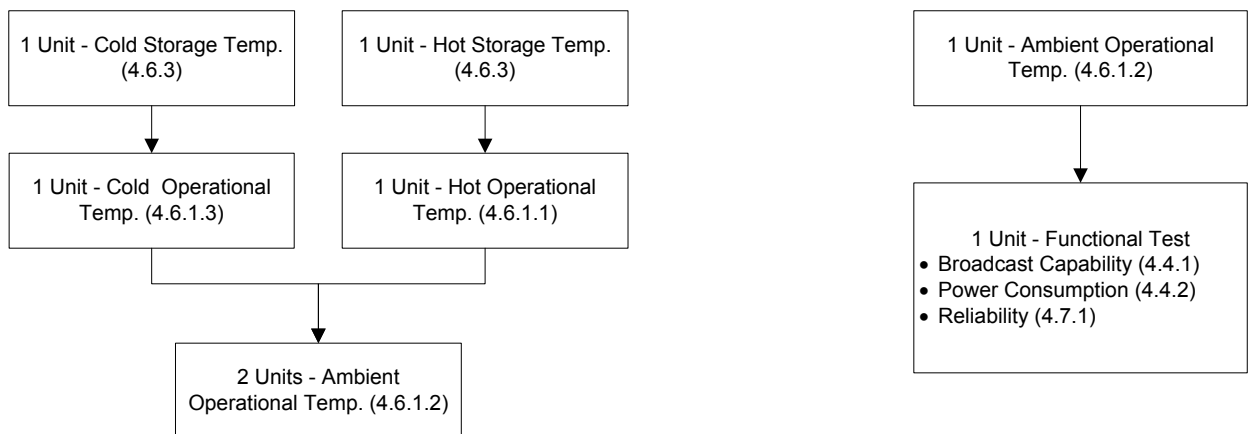 1 Unit - Cold Storage Temp.
(4.6.3)
1 Unit - Hot Storage Temp.
(4.6.3)
1 Unit - Ambient Operational
Temp. (4.6.1.2)
1 Unit - Cold  Operational
Temp. (4.6.1.3)
1 Unit - Hot Operational
Temp. (4.6.1.1)
1 Unit - Functional Test
• Broadcast Capability (4.4.1)
• Power Consumption (4.4.2)
• Reliability (4.7.1)
2 Units - Ambient
Operational Temp. (4.6.1.2)